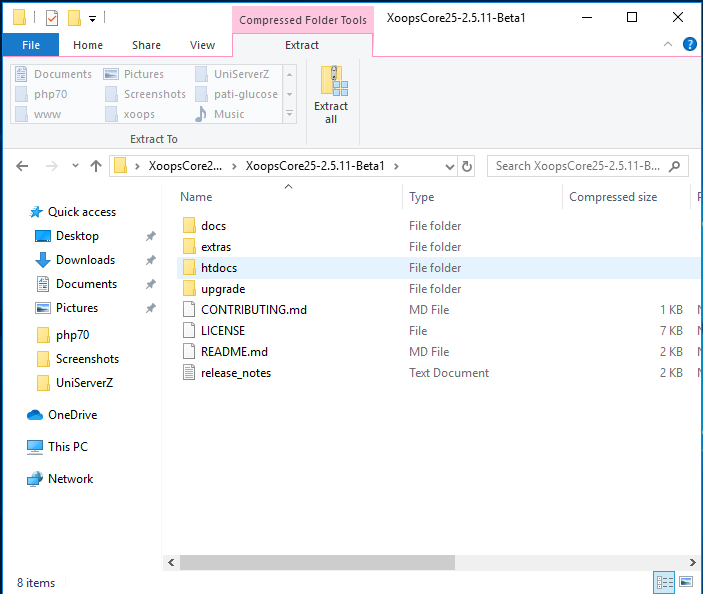 Compressed Folder Tools
XoopsCore25-2.5.11-Beta1
File
Home
Share
View
Extract
Documents
Pictures
UniServerZ
php70
Screenshots
pati-glucose
www
xoops
Music
Extract To
Extract
all
XoopsCore2...
XoopsCore25-2.5.11-Beta1
Search XoopsCore25-2.5.11-B...
Quick access
Desktop
Downloads
Documents
Pictures
php70
Screenshots
UniServerZ
OneDrive
This PC
Network
Name Type Compressed size
docs File folder
extras File folder
htdocs File folder
upgrade File folder
CONTRIBUTING.md MD File 1 KB
LICENSE File 7 KB
README.md MD File 2 KB
release_notes Text Document 2 KB
8 items